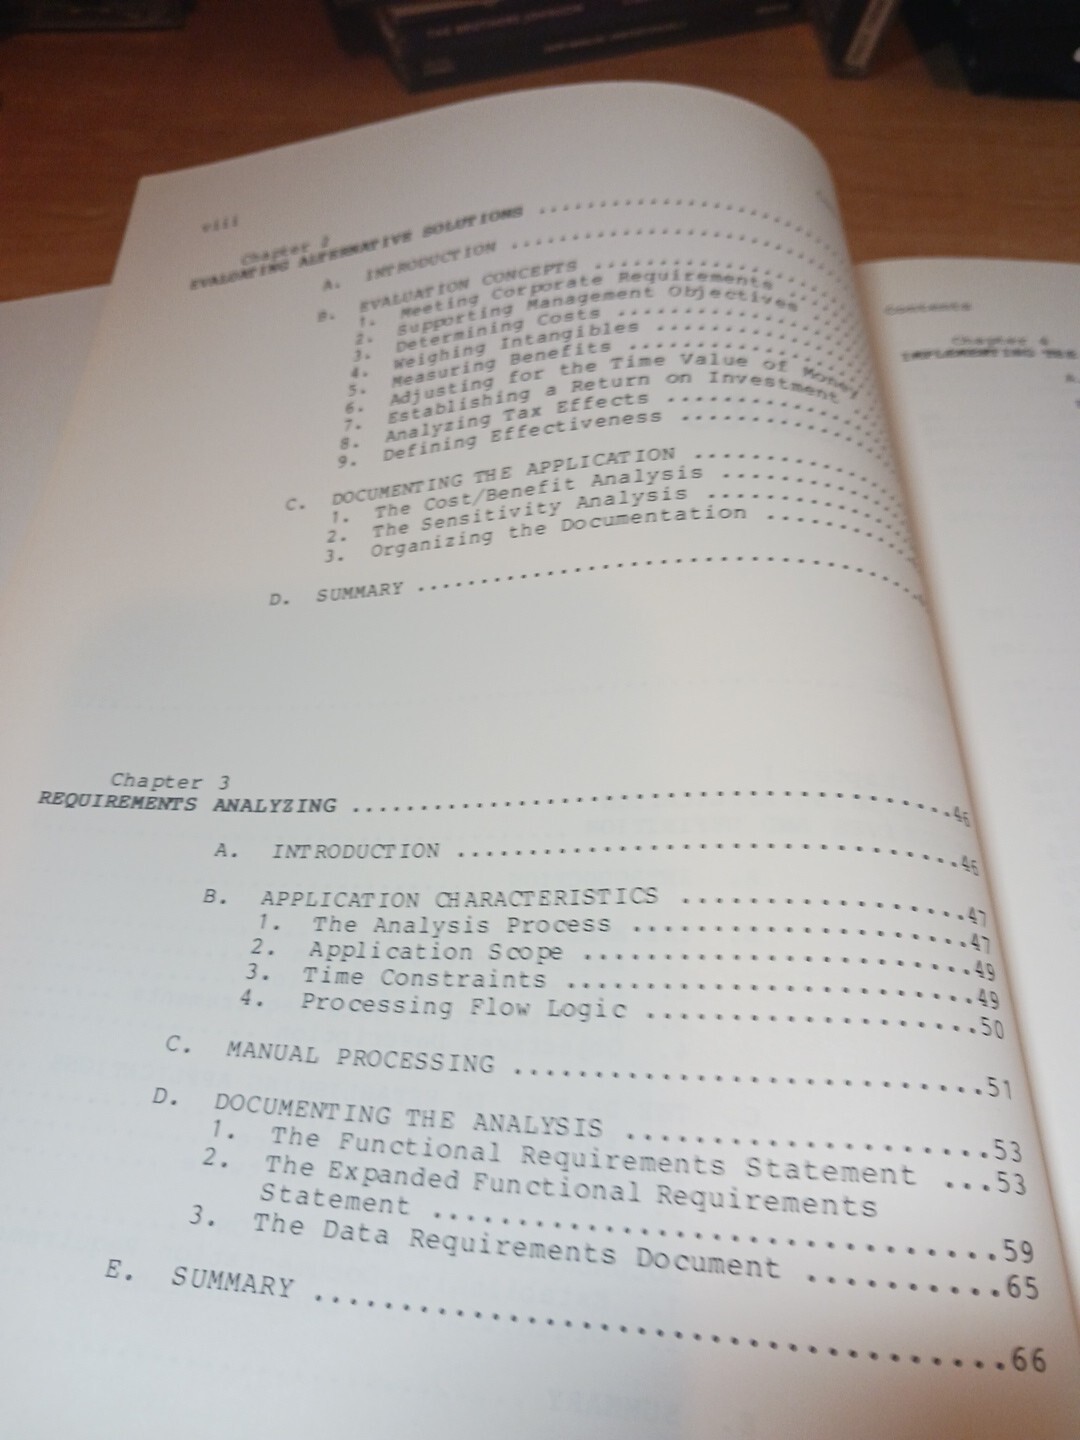 viii
Chapter 2
EVALUATING ALTERNATIVE SOLUTIONS ........................
A. INTRODUCTION ........................
B. EVALUATION CONCEPTS ........................
1. Meeting Corporate Requirements ........
2. Supporting Management Objectives ......
3. Determining Costs ................
4. Weighing Intangibles ................
5. Measuring Benefits ................
6. Adjusting for the Time Value of Money
7. Establishing a Return on Investment ..
8. Analyzing Tax Effects ................
9. Defining Effectiveness ................
C. DOCUMENTING THE APPLICATION ................
1. The Cost/Benefit Analysis ................
2. The Sensitivity Analysis ................
3. Organizing the Documentation ............
D. SUMMARY ................................
Chapter 3
REQUIREMENTS ANALYZING ................................46
A. INTRODUCTION ................................46
B. APPLICATION CHARACTERISTICS ................47
1. The Analysis Process ................47
2. Application Scope ................49
3. Time Constraints ................49
4. Processing Flow Logic ................50
C. MANUAL PROCESSING ................................51
D. DOCUMENTING THE ANALYSIS ................53
1. The Functional Requirements Statement ...53
2. The Expanded Functional Requirements
Statement ................................59
3. The Data Requirements Document ..........65
E. SUMMARY ................................66
Contents
Chapter 4
IMPLEMENTING THE